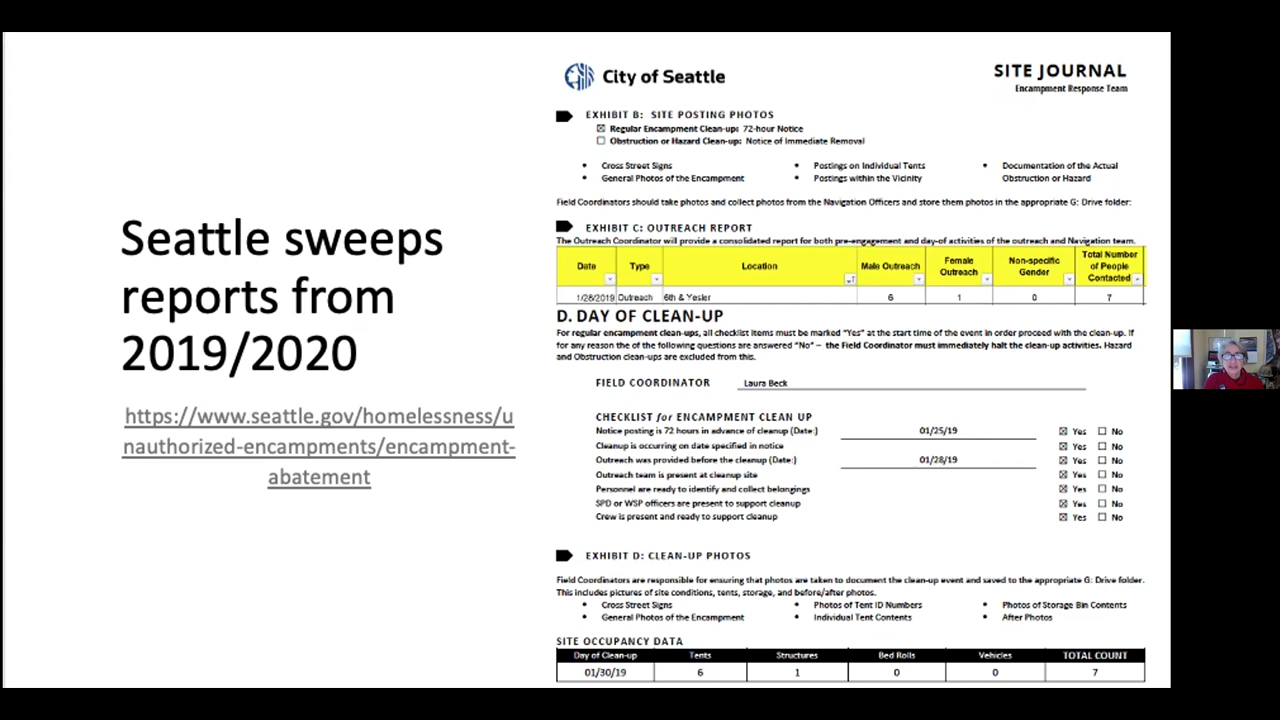 Seattle sweeps
reports from
2019/2020
https://www.seattle.gov/homelessness/u
nauthorized-encampments/encampment-
abatement
City of Seattle
SITE JOURNAL
Encampment Response Team
EXHIBIT B: SITE POSTING PHOTOS
☒ Regular Encampment Clean-up: 72-hour Notice
☐ Obstruction or Hazard Clean-up: Notice of Immediate Removal
• Cross Street Signs • Postings on Individual Tents • Documentation of the Actual
• General Photos of the Encampment • Postings within the Vicinity Obstruction or Hazard
Field Coordinators should take photos and collect photos from the Navigation Officers and store them photos in the appropriate G: Drive folder:
EXHIBIT C: OUTREACH REPORT
The Outreach Coordinator will provide a consolidated report for both pre-engagement and day-of activities of the outreach and Navigation team.
Date Type Location Male Outreach Female Outreach Non-specific Gender Total Number of People Contacted
1/28/2019 Outreach 6th & Yesler 6 1 0 7
D. DAY OF CLEAN-UP
For regular encampment clean-ups, all checklist items must be marked "Yes" at the start time of the event in order proceed with the clean-up. If
for any reason the of the following questions are answered "No" – the Field Coordinator must immediately halt the clean-up activities. Hazard
and Obstruction clean-ups are excluded from this.
FIELD COORDINATOR Laura Beck
CHECKLIST for ENCAMPMENT CLEAN UP
Notice posting is 72 hours in advance of cleanup (Date:) 01/25/19 ☒ Yes ☐ No
Cleanup is occurring on date specified in notice ☒ Yes ☐ No
Outreach was provided before the cleanup (Date:) 01/28/19 ☒ Yes ☐ No
Outreach team is present at cleanup site ☒ Yes ☐ No
Personnel are ready to identify and collect belongings ☒ Yes ☐ No
SPD or WSP officers are present to support cleanup ☒ Yes ☐ No
Crew is present and ready to support cleanup ☒ Yes ☐ No
EXHIBIT D: CLEAN-UP PHOTOS
Field Coordinators are responsible for ensuring that photos are taken to document the clean-up event and saved to the appropriate G: Drive folder.
This includes pictures of site conditions, tents, storage, and before/after photos.
• Cross Street Signs • Photos of Tent ID Numbers • Photos of Storage Bin Contents
• General Photos of the Encampment • Individual Tent Contents • After Photos
SITE OCCUPANCY DATA
Day of Clean-up Tents Structures Bed Rolls Vehicles TOTAL COUNT
01/30/19 6 1 0 0 7